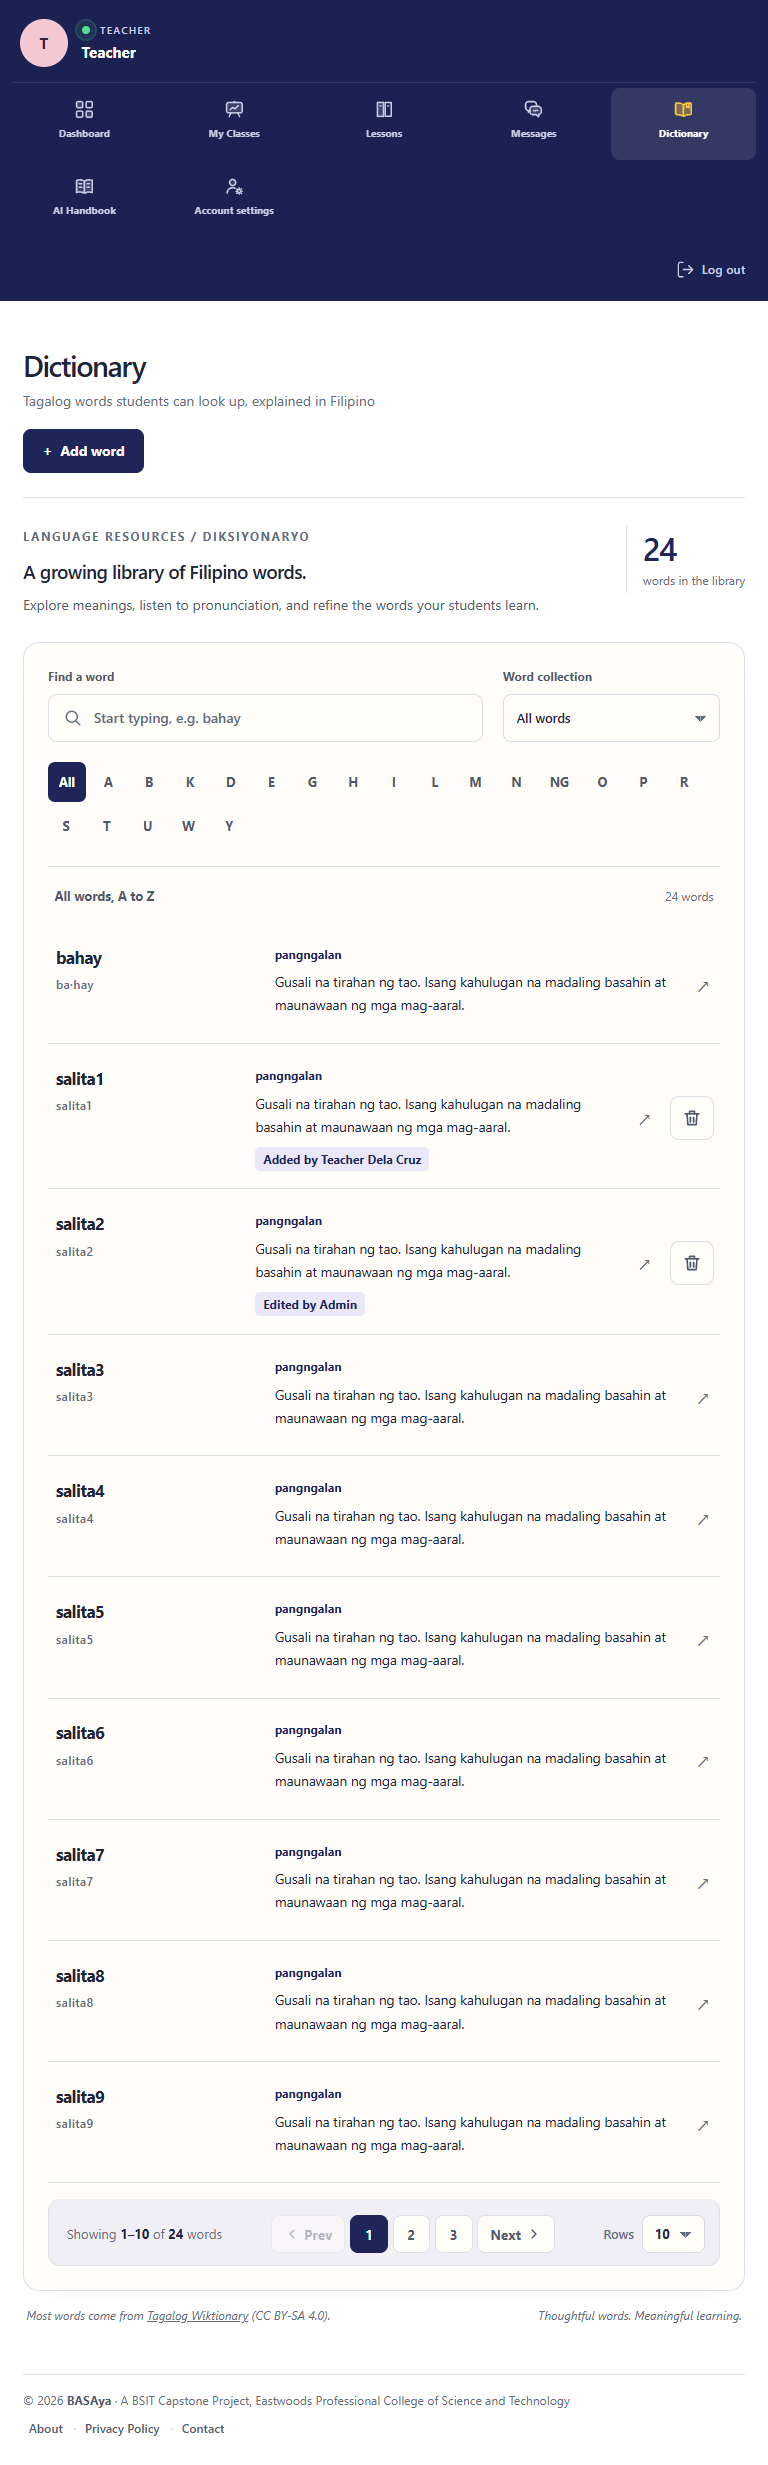 T
TEACHER
Teacher
Dashboard
My Classes
Lessons
Messages
Dictionary
AI Handbook
Account settings
Log out
Dictionary
Tagalog words students can look up, explained in Filipino
+ Add word
LANGUAGE RESOURCES / DIKSIYONARYO
A growing library of Filipino words.
Explore meanings, listen to pronunciation, and refine the words your students learn.
24
words in the library
Find a word
Start typing, e.g. bahay
Word collection
All words
All A B K D E G H I L M N NG O P R
S T U W Y
All words, A to Z
24 words
bahay
ba·hay
pangngalan
Gusali na tirahan ng tao. Isang kahulugan na madaling basahin at
maunawaan ng mga mag-aaral.
salita1
salita1
pangngalan
Gusali na tirahan ng tao. Isang kahulugan na madaling
basahin at maunawaan ng mga mag-aaral.
Added by Teacher Dela Cruz
salita2
salita2
pangngalan
Gusali na tirahan ng tao. Isang kahulugan na madaling
basahin at maunawaan ng mga mag-aaral.
Edited by Admin
salita3
salita3
pangngalan
Gusali na tirahan ng tao. Isang kahulugan na madaling basahin at
maunawaan ng mga mag-aaral.
salita4
salita4
pangngalan
Gusali na tirahan ng tao. Isang kahulugan na madaling basahin at
maunawaan ng mga mag-aaral.
salita5
salita5
pangngalan
Gusali na tirahan ng tao. Isang kahulugan na madaling basahin at
maunawaan ng mga mag-aaral.
salita6
salita6
pangngalan
Gusali na tirahan ng tao. Isang kahulugan na madaling basahin at
maunawaan ng mga mag-aaral.
salita7
salita7
pangngalan
Gusali na tirahan ng tao. Isang kahulugan na madaling basahin at
maunawaan ng mga mag-aaral.
salita8
salita8
pangngalan
Gusali na tirahan ng tao. Isang kahulugan na madaling basahin at
maunawaan ng mga mag-aaral.
salita9
salita9
pangngalan
Gusali na tirahan ng tao. Isang kahulugan na madaling basahin at
maunawaan ng mga mag-aaral.
Showing 1–10 of 24 words
Prev 1 2 3 Next
Rows 10
Most words come from Tagalog Wiktionary (CC BY-SA 4.0).
Thoughtful words. Meaningful learning.
© 2026 BASAya · A BSIT Capstone Project, Eastwoods Professional College of Science and Technology
About · Privacy Policy · Contact